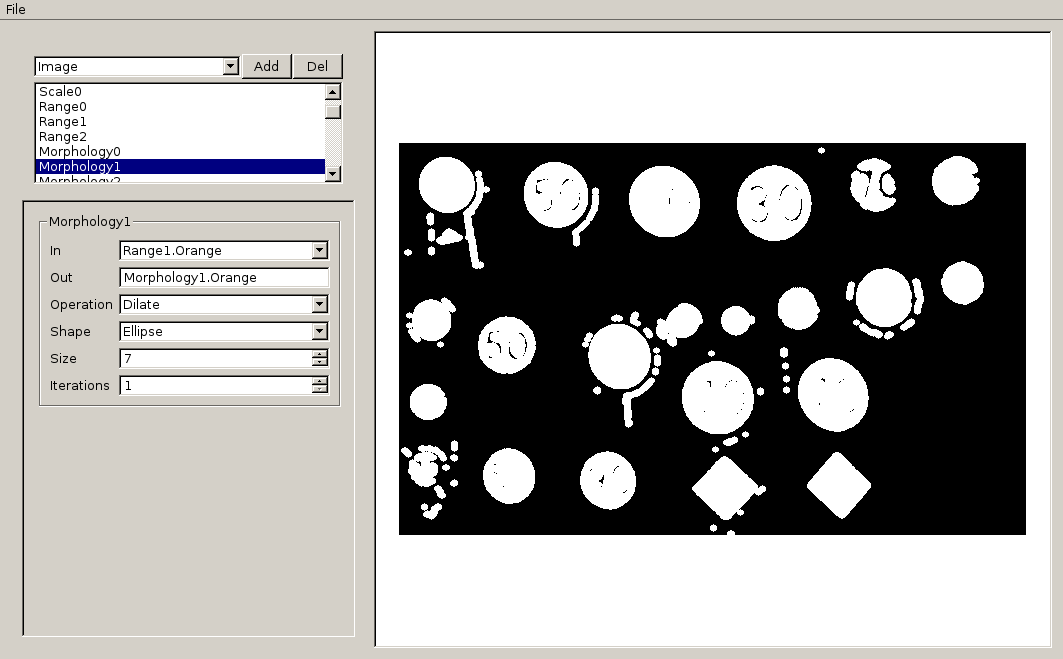 File
Image
Add
Del
Scale0
Range0
Range1
Range2
Morphology0
Morphology1
Morphology2
Morphology1
In
Range1.Orange
Out
Morphology1.Orange
Operation
Dilate
Shape
Ellipse
Size
7
Iterations
1
50
30
50